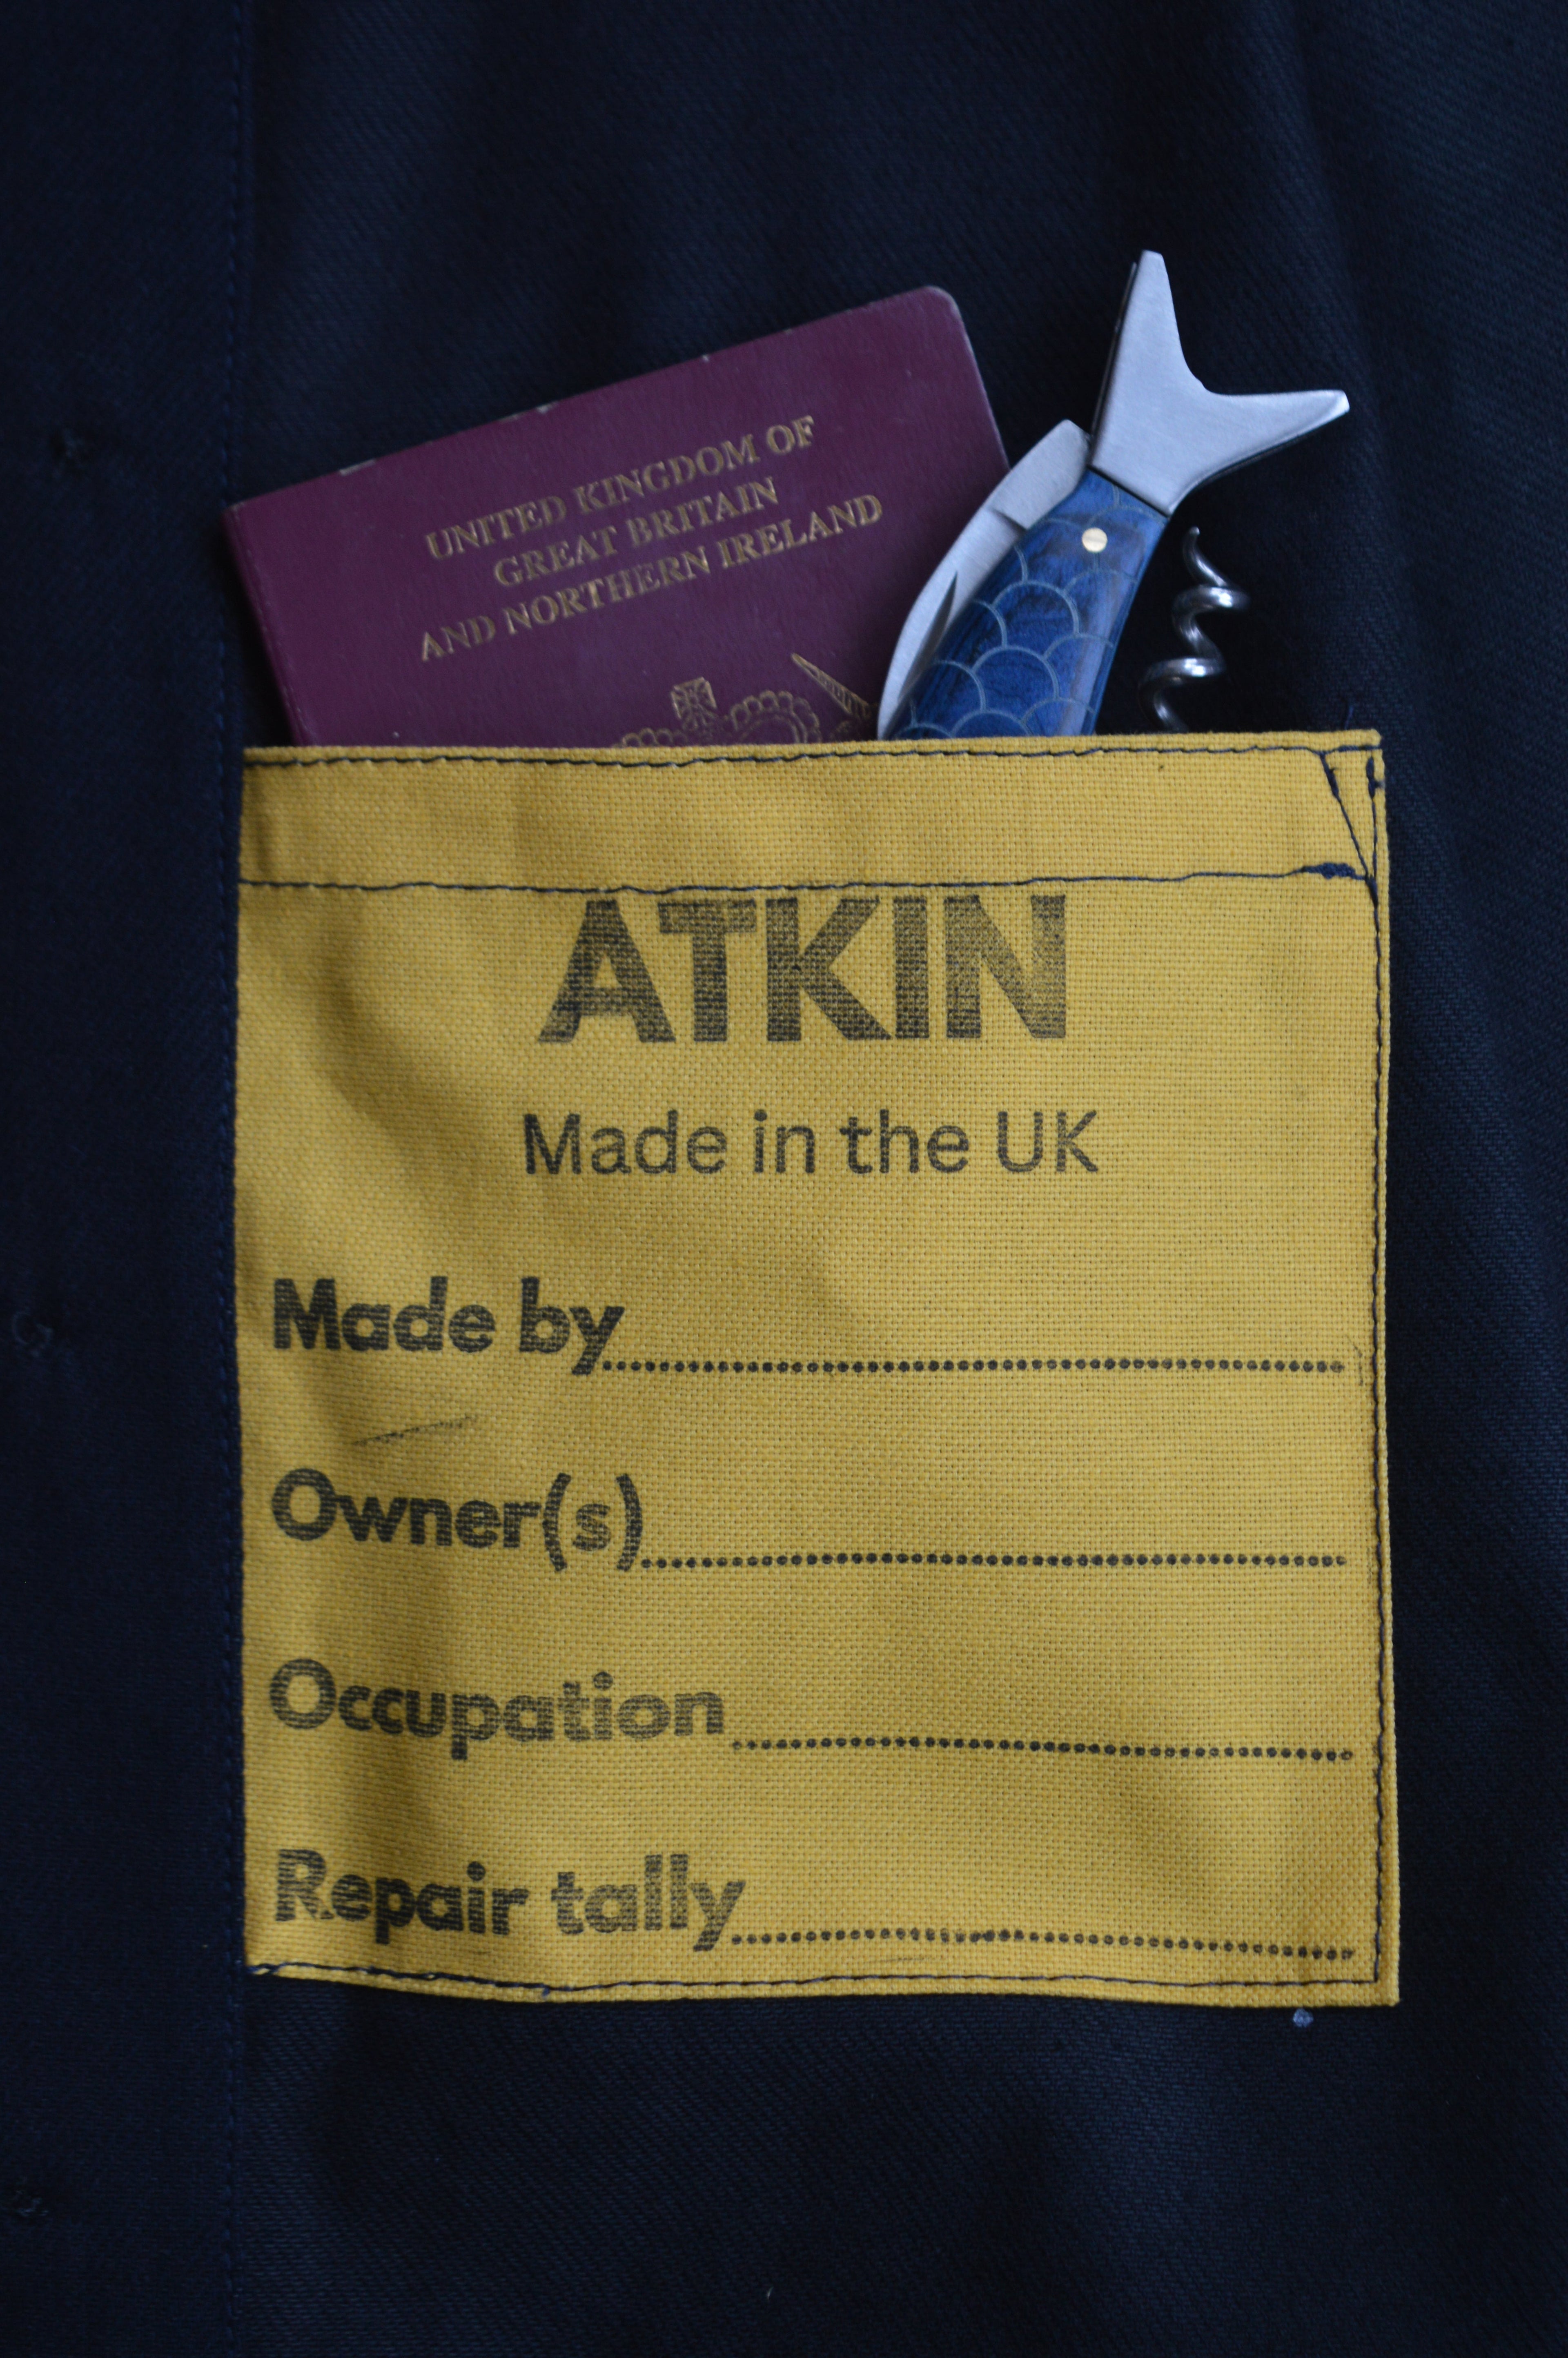 UNITED KINGDOM OF
GREAT BRITAIN
AND NORTHERN IRELAND
ATKIN
Made in the UK
Made by
Owner(s)
Occupation
Repair tally